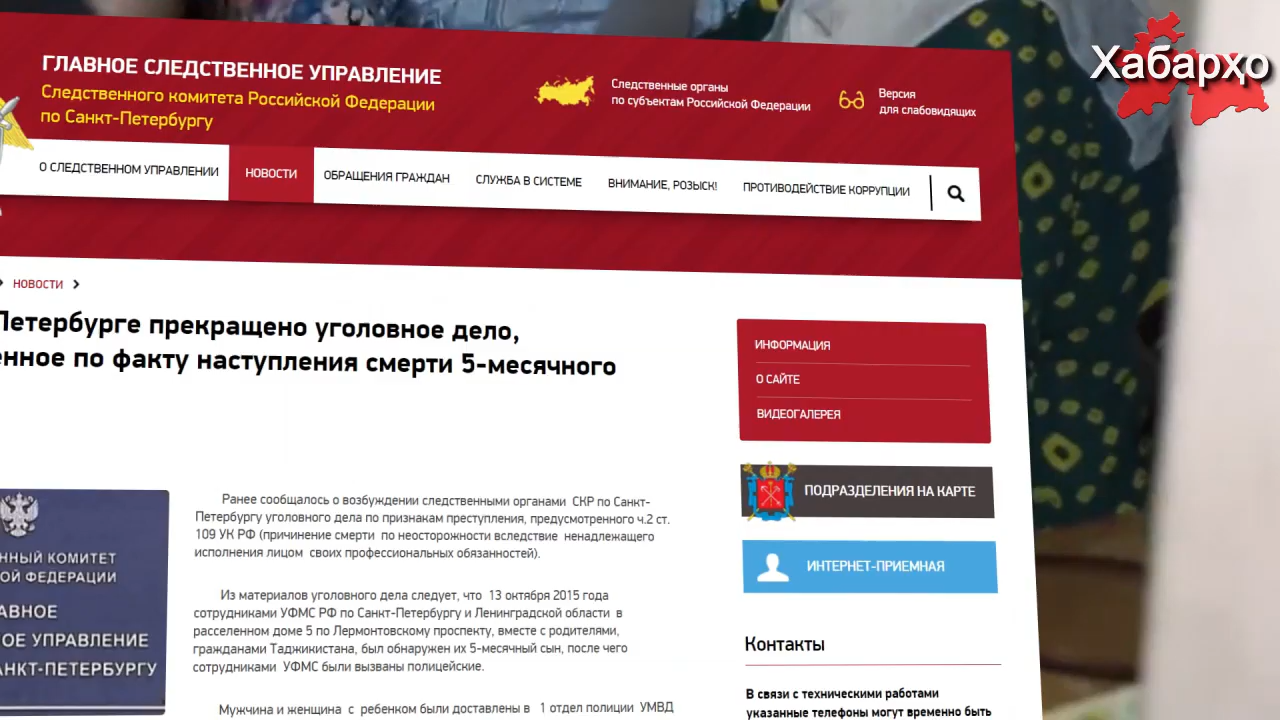 Хабарҳо
ГЛАВНОЕ СЛЕДСТВЕННОЕ УПРАВЛЕНИЕ
Следственного комитета Российской Федерации
по Санкт-Петербургу
Следственные органы
по субъектам Российской Федерации
Версия
для слабовидящих
О СЛЕДСТВЕННОМ УПРАВЛЕНИИ
НОВОСТИ
ОБРАЩЕНИЯ ГРАЖДАН
СЛУЖБА В СИСТЕМЕ
ВНИМАНИЕ, РОЗЫСК!
ПРОТИВОДЕЙСТВИЕ КОРРУПЦИИ
НОВОСТИ
Петербурге прекращено уголовное дело,
енное по факту наступления смерти 5-месячного
НЫЙ КОМИТЕТ
ОЙ ФЕДЕРАЦИИ
АВНОЕ
ОЕ УПРАВЛЕНИЕ
АНКТ-ПЕТЕРБУРГУ
Ранее сообщалось о возбуждении следственными органами СКР по Санкт-
Петербургу уголовного дела по признакам преступления, предусмотренного ч.2 ст.
109 УК РФ (причинение смерти по неосторожности вследствие ненадлежащего
исполнения лицом своих профессиональных обязанностей).
Из материалов уголовного дела следует, что 13 октября 2015 года
сотрудниками УФМС РФ по Санкт-Петербургу и Ленинградской области в
расселенном доме 5 по Лермонтовскому проспекту, вместе с родителями,
гражданами Таджикистана, был обнаружен их 5-месячный сын, после чего
сотрудниками УФМС были вызваны полицейские.
Мужчина и женщина с ребенком были доставлены в 1 отдел полиции УМВД
ИНФОРМАЦИЯ
О САЙТЕ
ВИДЕОГАЛЕРЕЯ
ПОДРАЗДЕЛЕНИЯ НА КАРТЕ
ИНТЕРНЕТ-ПРИЕМНАЯ
Контакты
В связи с техническими работами
указанные телефоны могут временно быть